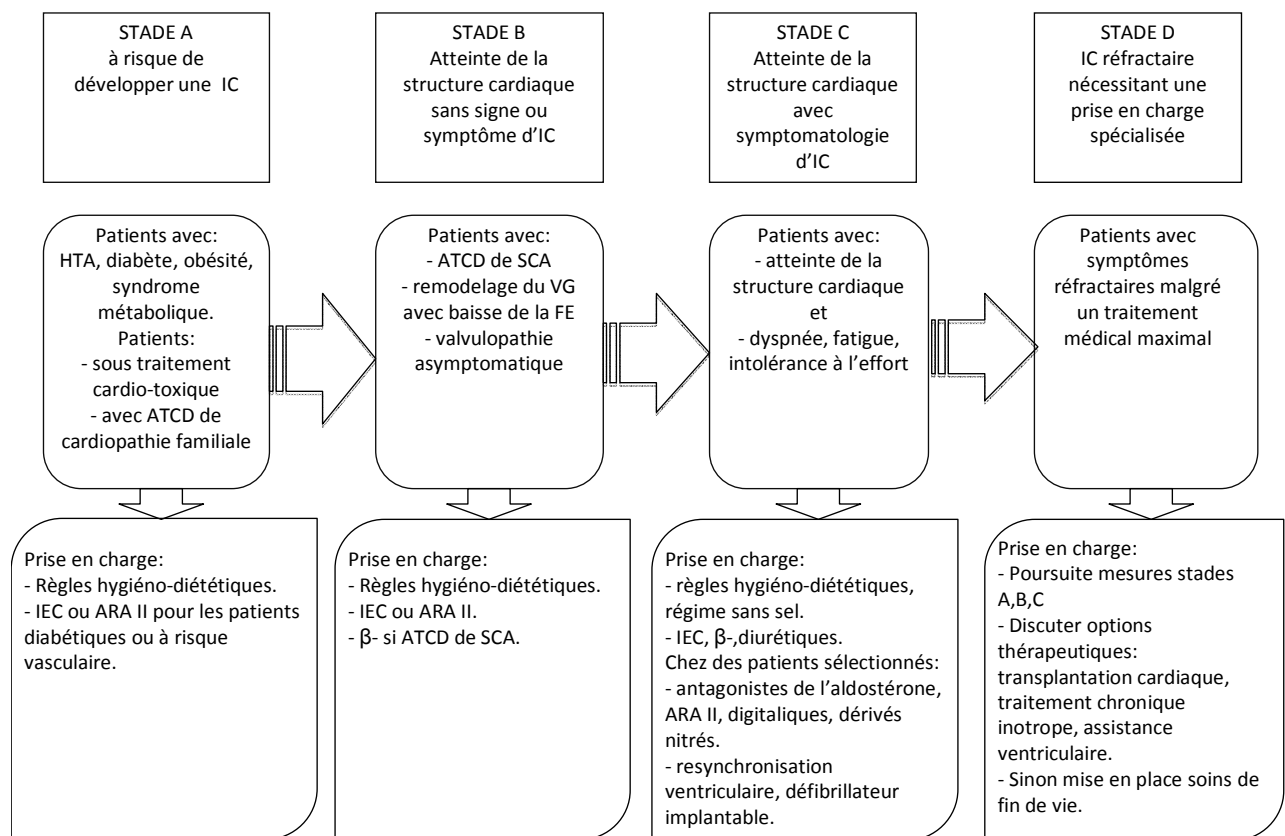 STADE A
à risque de
développer une IC
STADE B
Atteinte de la
structure cardiaque
sans signe ou
symptôme d'IC
STADE C
Atteinte de la
structure cardiaque
avec
symptomatologie
d'IC
STADE D
IC réfractaire
nécessitant une
prise en charge
spécialisée
Patients avec:
HTA, diabète, obésité,
syndrome
métabolique.
Patients:
- sous traitement
cardio-toxique
- avec ATCD de
cardiopathie familiale
Patients avec:
- ATCD de SCA
- remodelage du VG
avec baisse de la FE
- valvulopathie
asymptomatique
Patients avec:
- atteinte de la
structure cardiaque
et
- dyspnée, fatigue,
intolérance à l'effort
Patients avec
symptômes
réfractaires malgré
un traitement
médical maximal
Prise en charge:
- Règles hygiéno-diététiques.
- IEC ou ARA II pour les patients
diabétiques ou à risque
vasculaire.
Prise en charge:
- Règles hygiéno-diététiques.
- IEC ou ARA II.
- β- si ATCD de SCA.
Prise en charge:
- règles hygiéno-diététiques,
régime sans sel.
- IEC, β-,diurétiques.
Chez des patients sélectionnés:
- antagonistes de l'aldostérone,
ARA II, digitaliques, dérivés
nitrés.
- resynchronisation
ventriculaire, défibrillateur
implantable.
Prise en charge:
- Poursuite mesures stades
A,B,C
- Discuter options
thérapeutiques:
transplantation cardiaque,
traitement chronique
inotrope, assistance
ventriculaire.
- Sinon mise en place soins de
fin de vie.